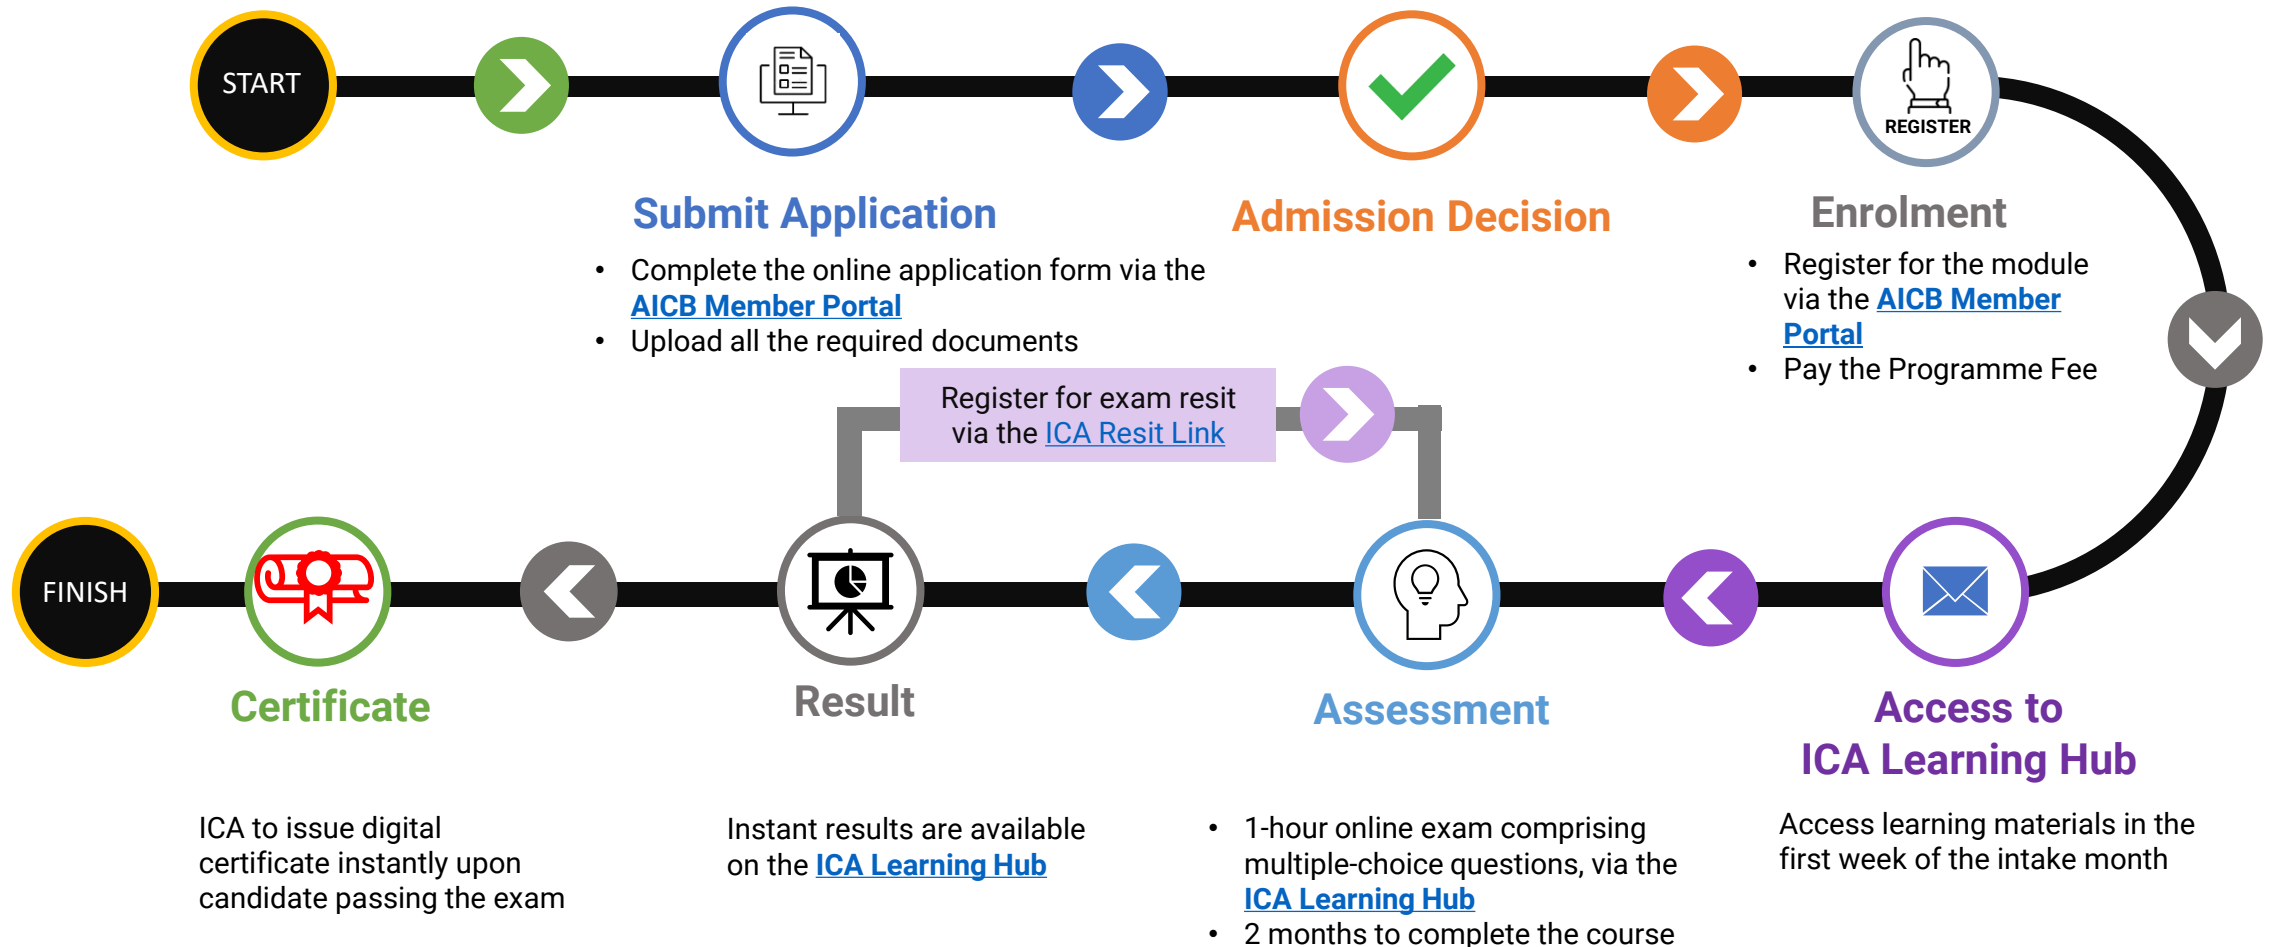 START
REGISTER
Submit Application
• Complete the online application form via the
AICB Member Portal
• Upload all the required documents
Admission Decision
Enrolment
• Register for the module
via the AICB Member
Portal
• Pay the Programme Fee
Register for exam resit
via the ICA Resit Link
FINISH
Certificate
ICA to issue digital
certificate instantly upon
candidate passing the exam
Result
Instant results are available
on the ICA Learning Hub
Assessment
• 1-hour online exam comprising
multiple-choice questions, via the
ICA Learning Hub
• 2 months to complete the course
Access to
ICA Learning Hub
Access learning materials in the
first week of the intake month